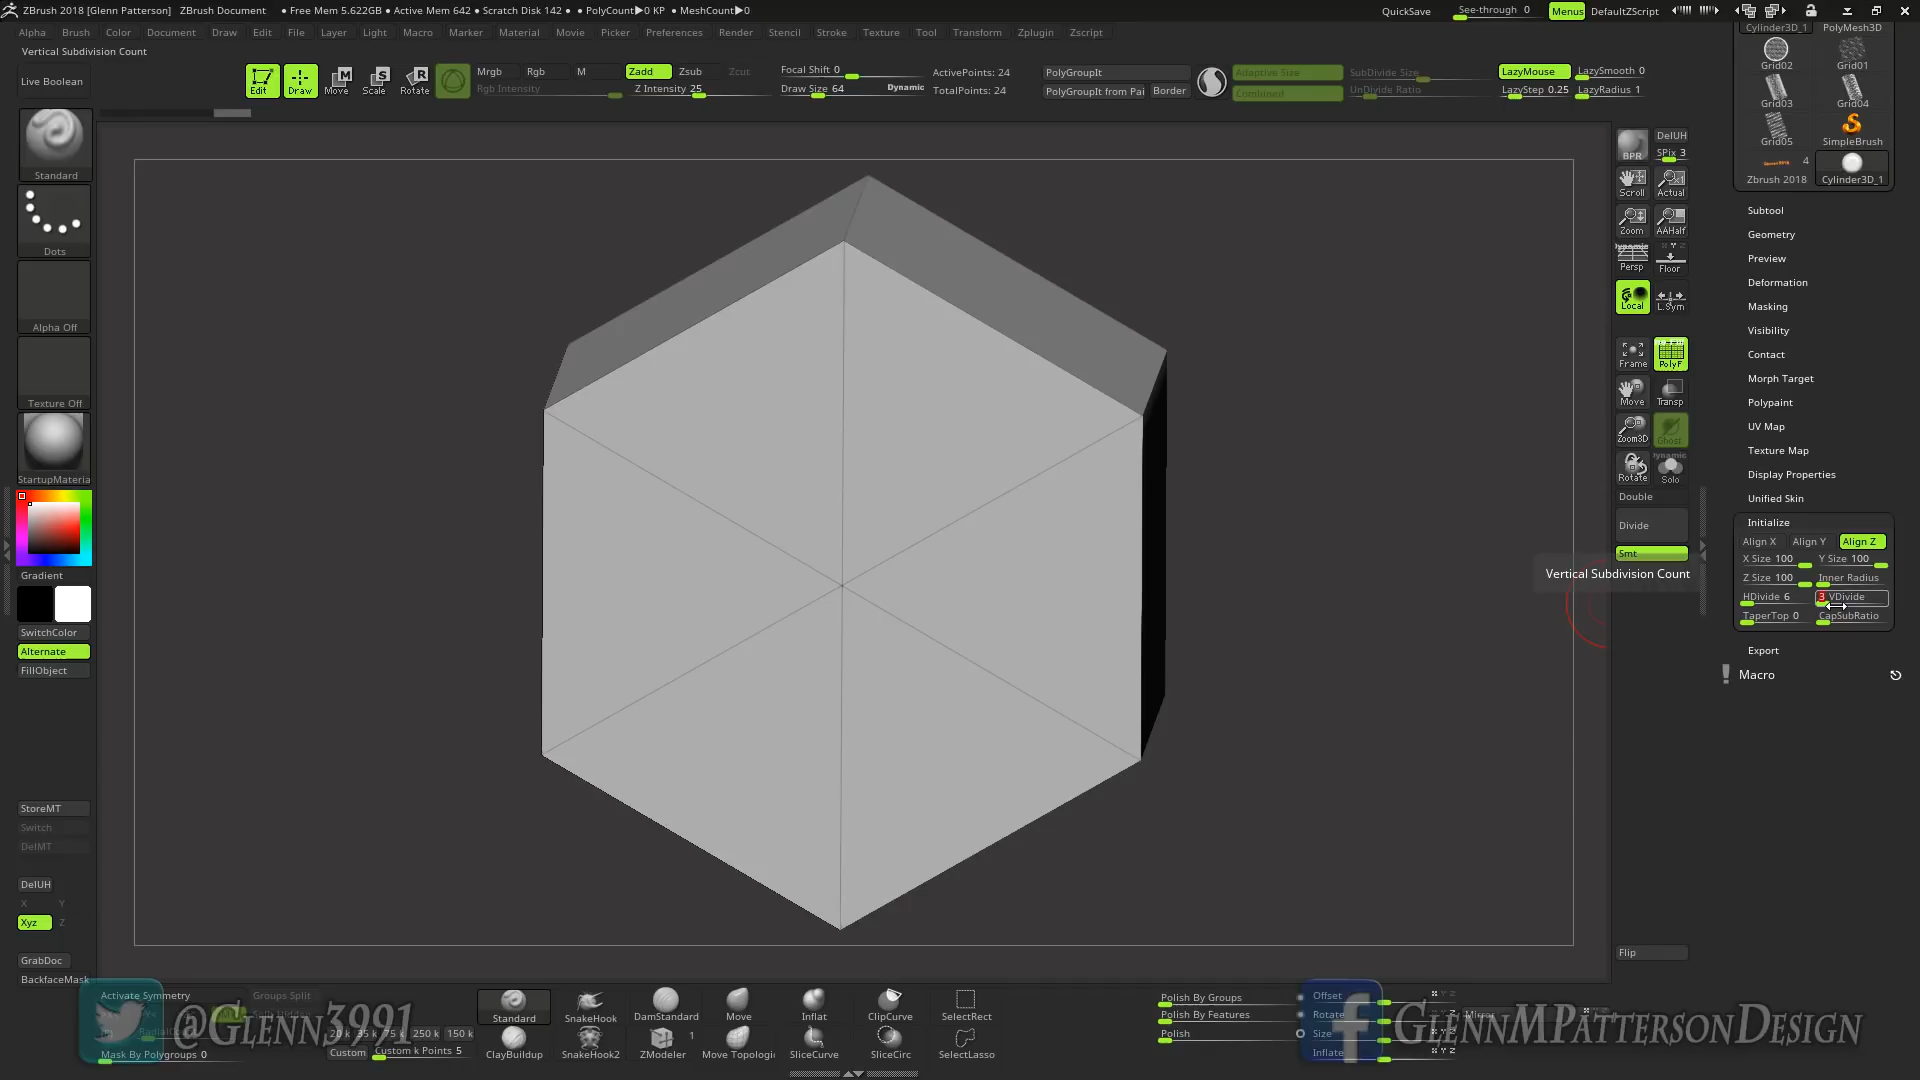 ZBrush 2018 [Glenn Patterson] ZBrush Document • Free Mem 5.622GB • Active Mem 642 • Scratch Disk 142 • • PolyCount▶0 KP • MeshCount▶0 QuickSave See-through 0 Menus DefaultZScript
Alpha Brush Color Document Draw Edit File Layer Light Macro Marker Material Movie Picker Preferences Render Stencil Stroke Texture Tool Transform Zplugin Zscript
Vertical Subdivision Count
Live Boolean
Edit Draw Move Scale Rotate
Mrgb Rgb M Zadd Zsub Zcut
Rgb Intensity Z Intensity 25
Focal Shift 0
Draw Size 64 Dynamic
ActivePoints: 24
TotalPoints: 24
PolyGroupIt
PolyGroupIt from Pai Border
Adaptive Size
Combined
SubDivide Size
UnDivide Ratio
LazyMouse LazySmooth 0
LazyStep 0.25 LazyRadius 1
Standard
Dots
Alpha Off
Texture Off
StartupMateria
Gradient
SwitchColor
Alternate
FillObject
StoreMT
Switch
DelMT
DelUH
X Y
Xyz Z
GrabDoc
BackfaceMask
BPR DelUH
SPix 3
Scroll Actual
Zoom AAHalf
Dynamic
Persp Floor
Local L.Sym
Frame PolyF
Move Transp
Zoom3D Ghost
Dynamic
Rotate Solo
Double
Divide
Smt
Vertical Subdivision Count
Flip
Cylinder3D_1 PolyMesh3D
Grid02 Grid01
Grid03 Grid04
Grid05 SimpleBrush
4
Zbrush 2018 Cylinder3D_1
Subtool
Geometry
Preview
Deformation
Masking
Visibility
Contact
Morph Target
Polypaint
UV Map
Texture Map
Display Properties
Unified Skin
Initialize
Align X Align Y Align Z
X Size 100 Y Size 100
Z Size 100 Inner Radius
HDivide 6 3 VDivide
TaperTop 0 CapSubRatio
Export
Macro
Activate Symmetry Groups Split
@Glenn3991
20 k 35 k 75 k 250 k 150 k
Mask By Polygroups 0 Custom Custom k Points 5
Standard SnakeHook DamStandard Move Inflat ClipCurve SelectRect
1
ClayBuildup SnakeHook2 ZModeler Move Topologi SliceCurve SliceCirc SelectLasso
Polish By Groups Offset
Polish By Features Rotate Mirror
Polish Size
Inflate
GlennMPattersonDesign